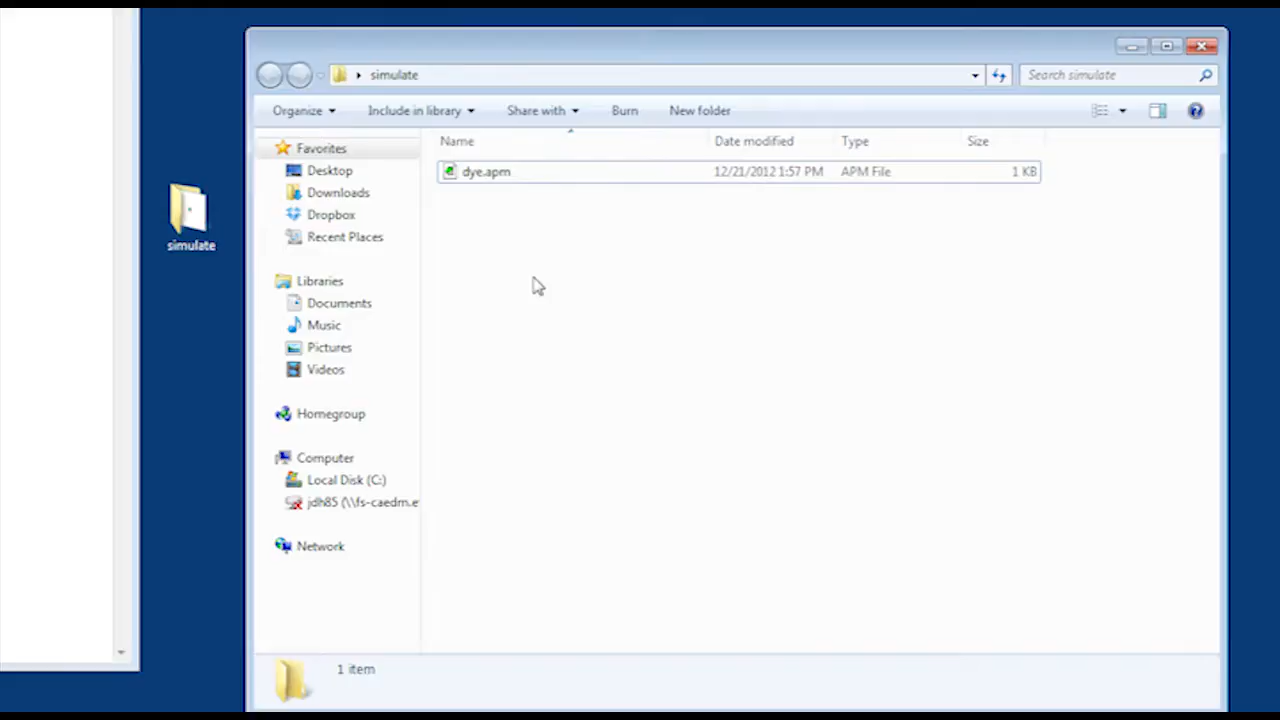 simulate
simulate
Search simulate
Organize
Include in library
Share with
Burn
New folder
Name
Date modified
Type
Size
dye.apm
12/21/2012 1:57 PM
APM File
1 KB
Favorites
Desktop
Downloads
Dropbox
Recent Places
Libraries
Documents
Music
Pictures
Videos
Homegroup
Computer
Local Disk (C:)
jdh85 (\\fs-caedm.e
Network
1 item